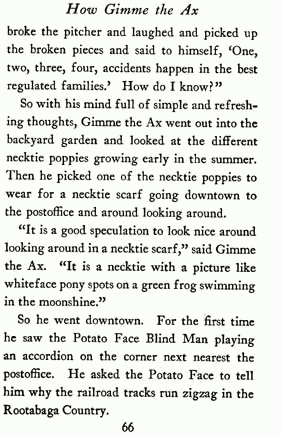 How Gimme the Ax
broke the pitcher and laughed and picked up
the broken pieces and said to himself, ‘One,
two, three, four, accidents happen in the best
regulated families.’ How do I know?”
So with his mind full of simple and refresh-
ing thoughts, Gimme the Ax went out into the
backyard garden and looked at the different
necktie poppies growing early in the summer.
Then he picked one of the necktie poppies to
wear for a necktie scarf going downtown to
the postoffice and around looking around.
“It is a good speculation to look nice around
looking around in a necktie scarf,” said Gimme
the Ax. “It is a necktie with a picture like
whiteface pony spots on a green frog swimming
in the moonshine.”
So he went downtown. For the first time
he saw the Potato Face Blind Man playing
an accordion on the corner next nearest the
postoffice. He asked the Potato Face to tell
him why the railroad tracks run zigzag in the
Rootabaga Country.
66